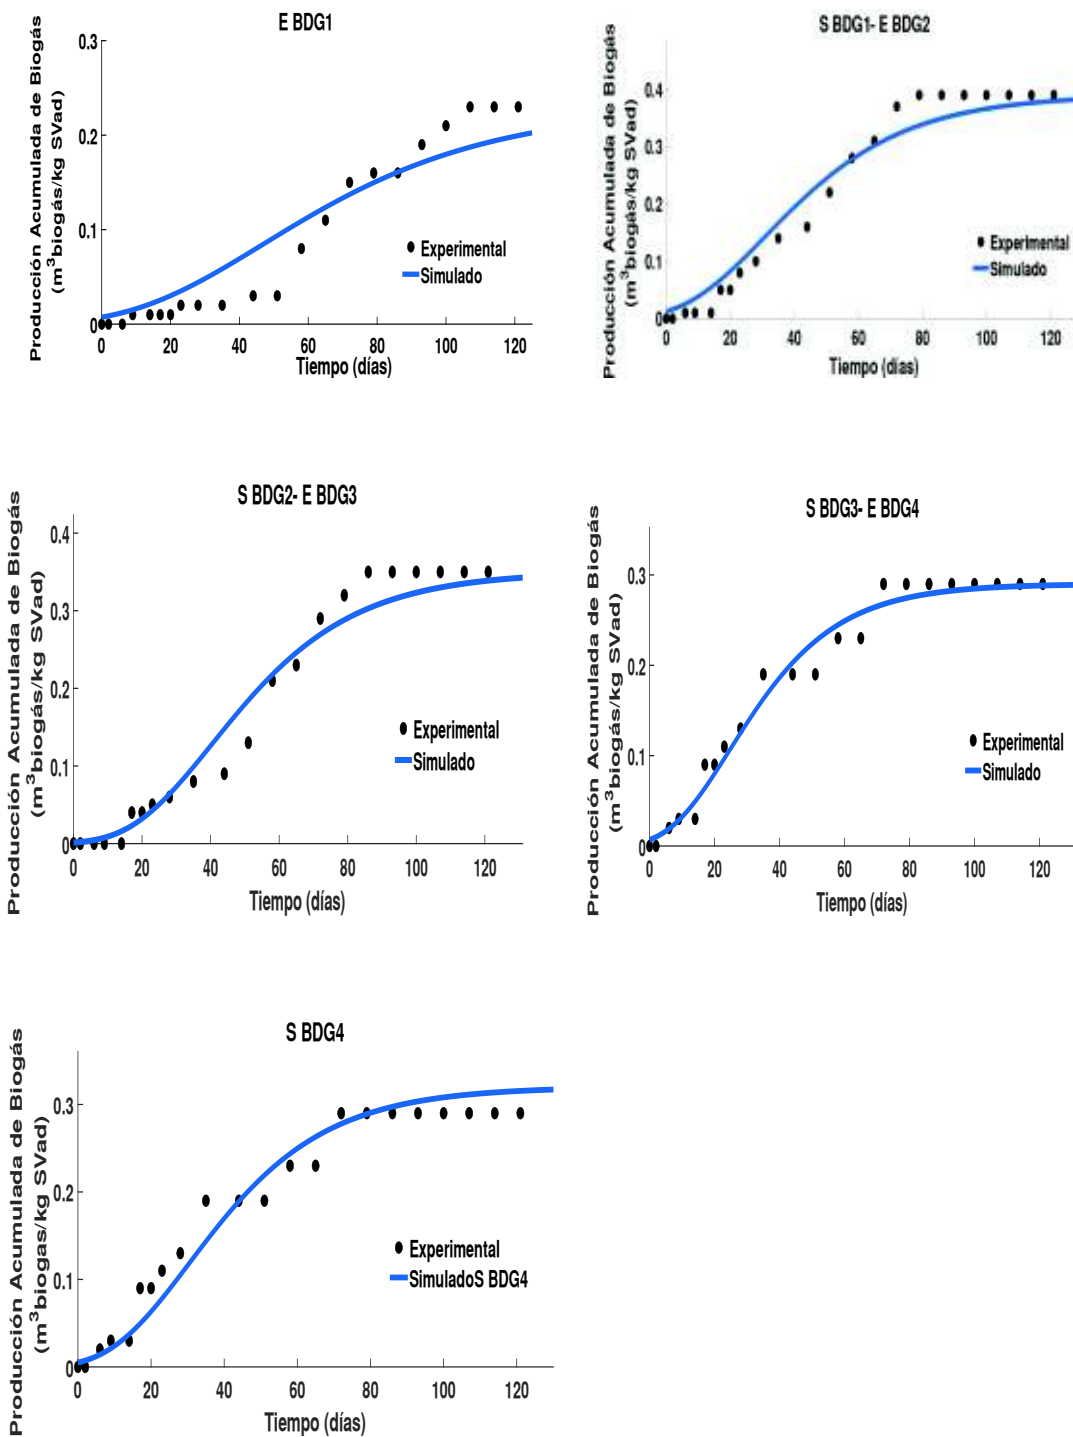 E BDG1
Producción Acumulada de Biogás
(m³biogás/kg SVad)
0.3
0.2
0.1
0
0 20 40 60 80 100 120
Tiempo (días)
Experimental
Simulado
S BDG1- E BDG2
Producción Acumulada de Biogás
(m³biogás/kg SVad)
0.4
0.3
0.2
0.1
0
0 20 40 60 80 100 120
Tiempo (días)
Experimental
Simulado
S BDG2- E BDG3
Producción Acumulada de Biogás
(m³biogás/kg SVad)
0.4
0.3
0.2
0.1
0
0 20 40 60 80 100 120
Tiempo (días)
Experimental
Simulado
S BDG3- E BDG4
Producción Acumulada de Biogás
(m³biogás/kg SVad)
0.3
0.2
0.1
0
0 20 40 60 80 100 120
Tiempo (días)
Experimental
Simulado
S BDG4
Producción Acumulada de Biogás
(m³biogas/kg SVad)
0.3
0.2
0.1
0
0 20 40 60 80 100 120
Tiempo (días)
Experimental
SimuladoS BDG4